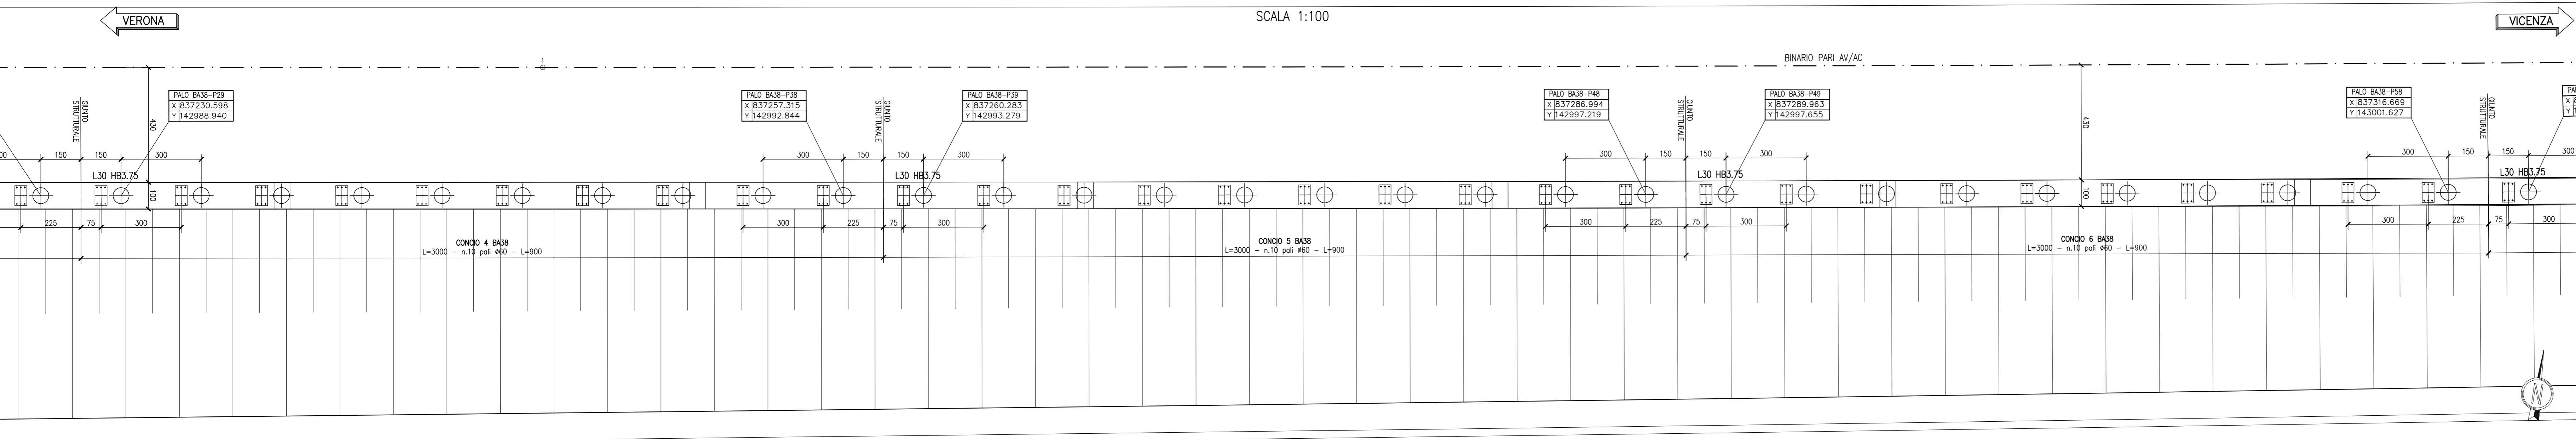 VERONA
SCALA 1:100
VICENZA
1
BINARIO PARI AV/AC
PALO BA38-P29
X 837230.598
Y 142988.940
PALO BA38-P38
X 837257.315
Y 142992.844
PALO BA38-P39
X 837260.283
Y 142993.279
PALO BA38-P48
X 837286.994
Y 142997.219
PALO BA38-P49
X 837289.963
Y 142997.655
PALO BA38-P58
X 837316.669
Y 143001.627
X
Y
GIUNTO
STRUTTURALE
GIUNTO
STRUTTURALE
GIUNTO
STRUTTURALE
GIUNTO
STRUTTURALE
430
430
150
150
300
300
150
150
300
300
150
150
300
300
150
150
300
L30 HB3.75
L30 HB3.75
L30 HB3.75
L30 HB3.75
100
100
225
75
300
300
225
75
300
300
225
75
300
300
225
75
300
CONCIO 4 BA38
L=3000 - n.10 pali ø60 - L=900
CONCIO 5 BA38
L=3000 - n.10 pali ø60 - L=900
CONCIO 6 BA38
L=3000 - n.10 pali ø60 - L=900
N